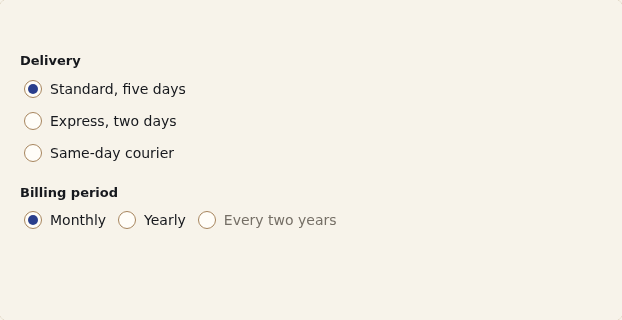 Delivery
Standard, five days
Express, two days
Same-day courier
Billing period
Monthly Yearly Every two years